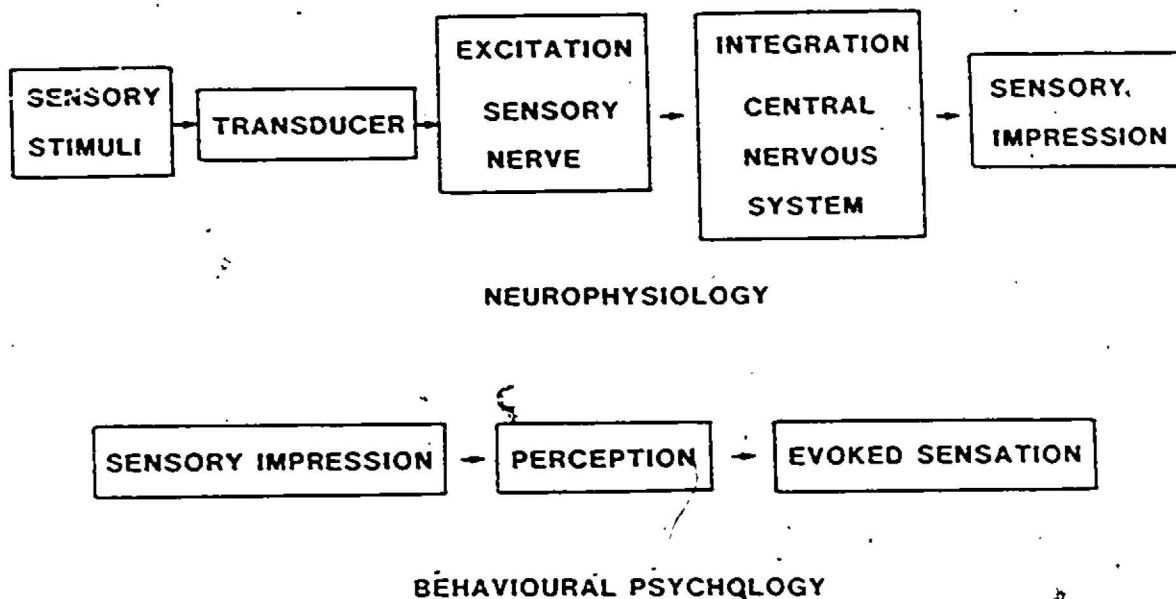 SENSORY
STIMULI
TRANSDUCER
EXCITATION
SENSORY
NERVE
INTEGRATION
CENTRAL
NERVOUS
SYSTEM
SENSORY
IMPRESSION
NEUROPHYSIOLOGY
SENSORY IMPRESSION
PERCEPTION
EVOKED SENSATION
BEHAVIOURAL PSYCHOLOGY